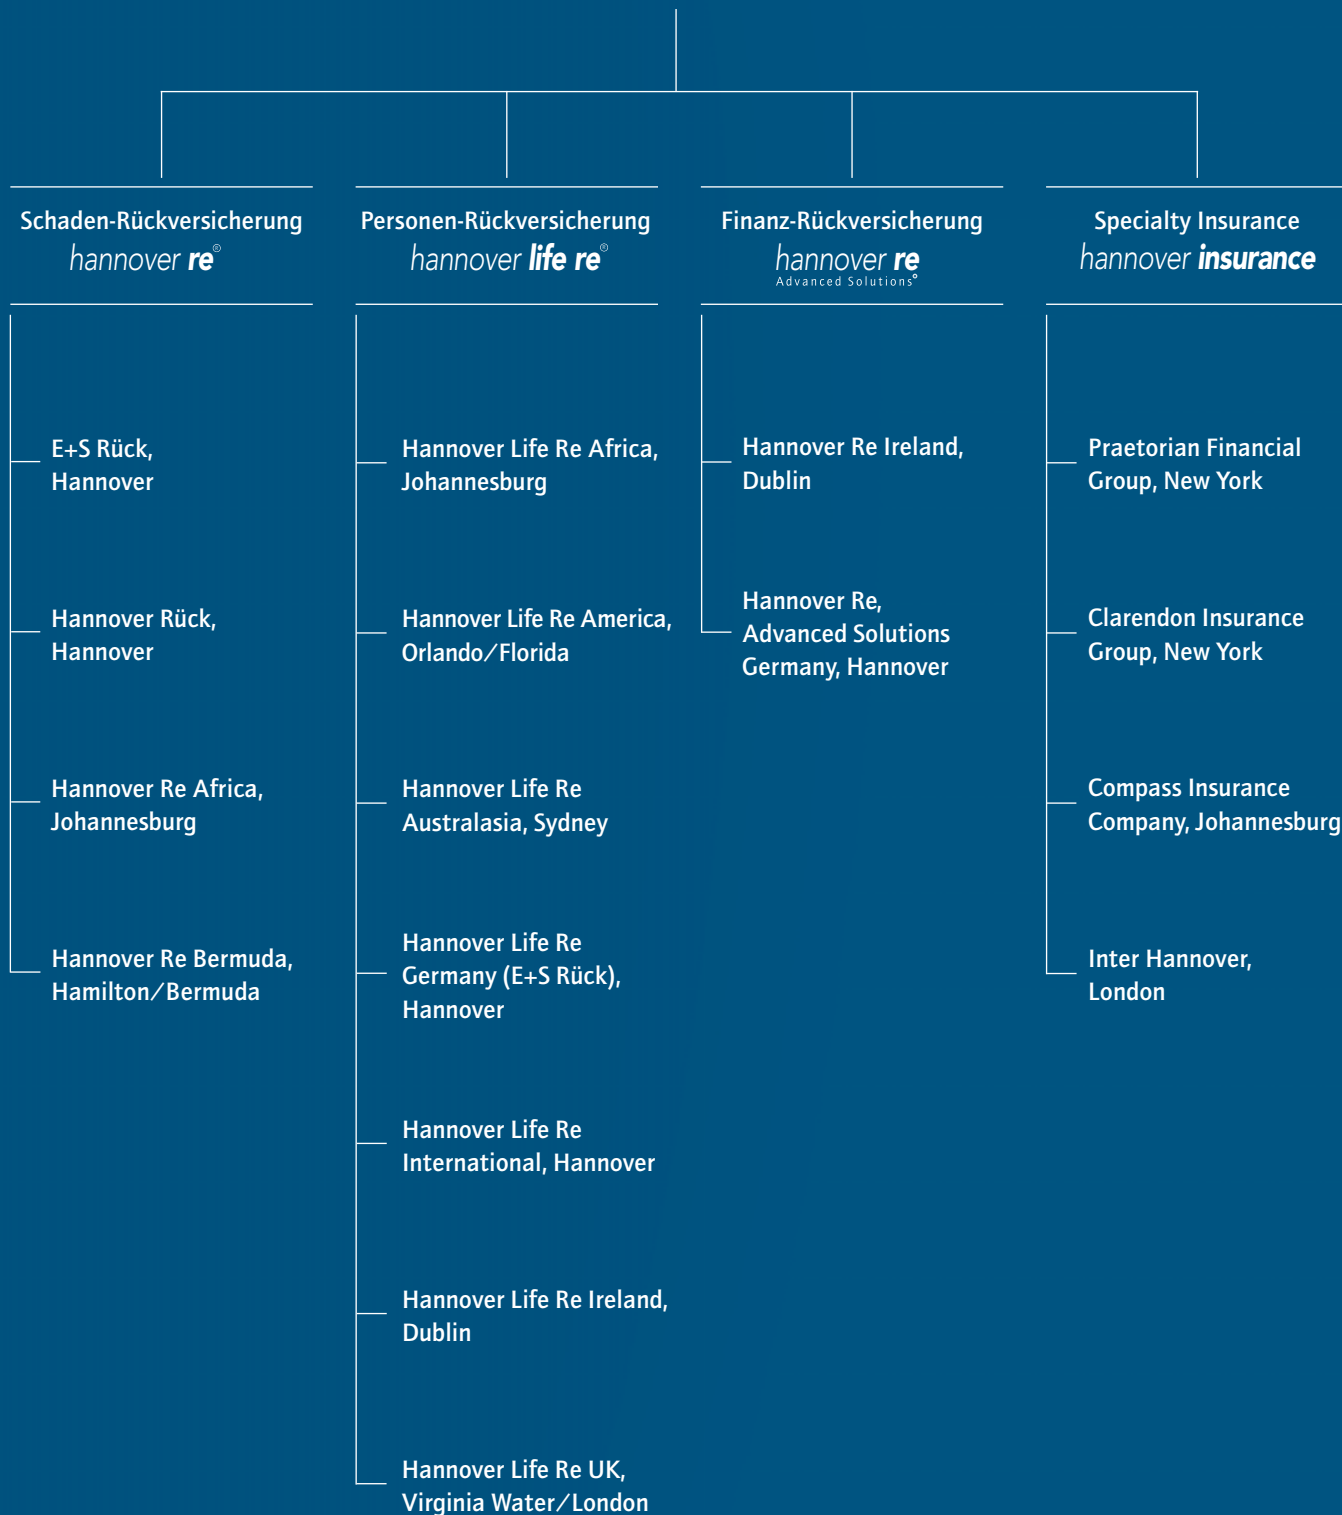 Schaden-Rückversicherung
hannover re®
E+S Rück,
Hannover
Hannover Rück,
Hannover
Hannover Re Africa,
Johannesburg
Hannover Re Bermuda,
Hamilton/Bermuda
Personen-Rückversicherung
hannover life re®
Hannover Life Re Africa,
Johannesburg
Hannover Life Re America,
Orlando/Florida
Hannover Life Re
Australasia, Sydney
Hannover Life Re
Germany (E+S Rück),
Hannover
Hannover Life Re
International, Hannover
Hannover Life Re Ireland,
Dublin
Hannover Life Re UK,
Virginia Water/London
Finanz-Rückversicherung
hannover re
Advanced Solutions®
Hannover Re Ireland,
Dublin
Hannover Re,
Advanced Solutions
Germany, Hannover
Specialty Insurance
hannover insurance
Praetorian Financial
Group, New York
Clarendon Insurance
Group, New York
Compass Insurance
Company, Johannesburg
Inter Hannover,
London